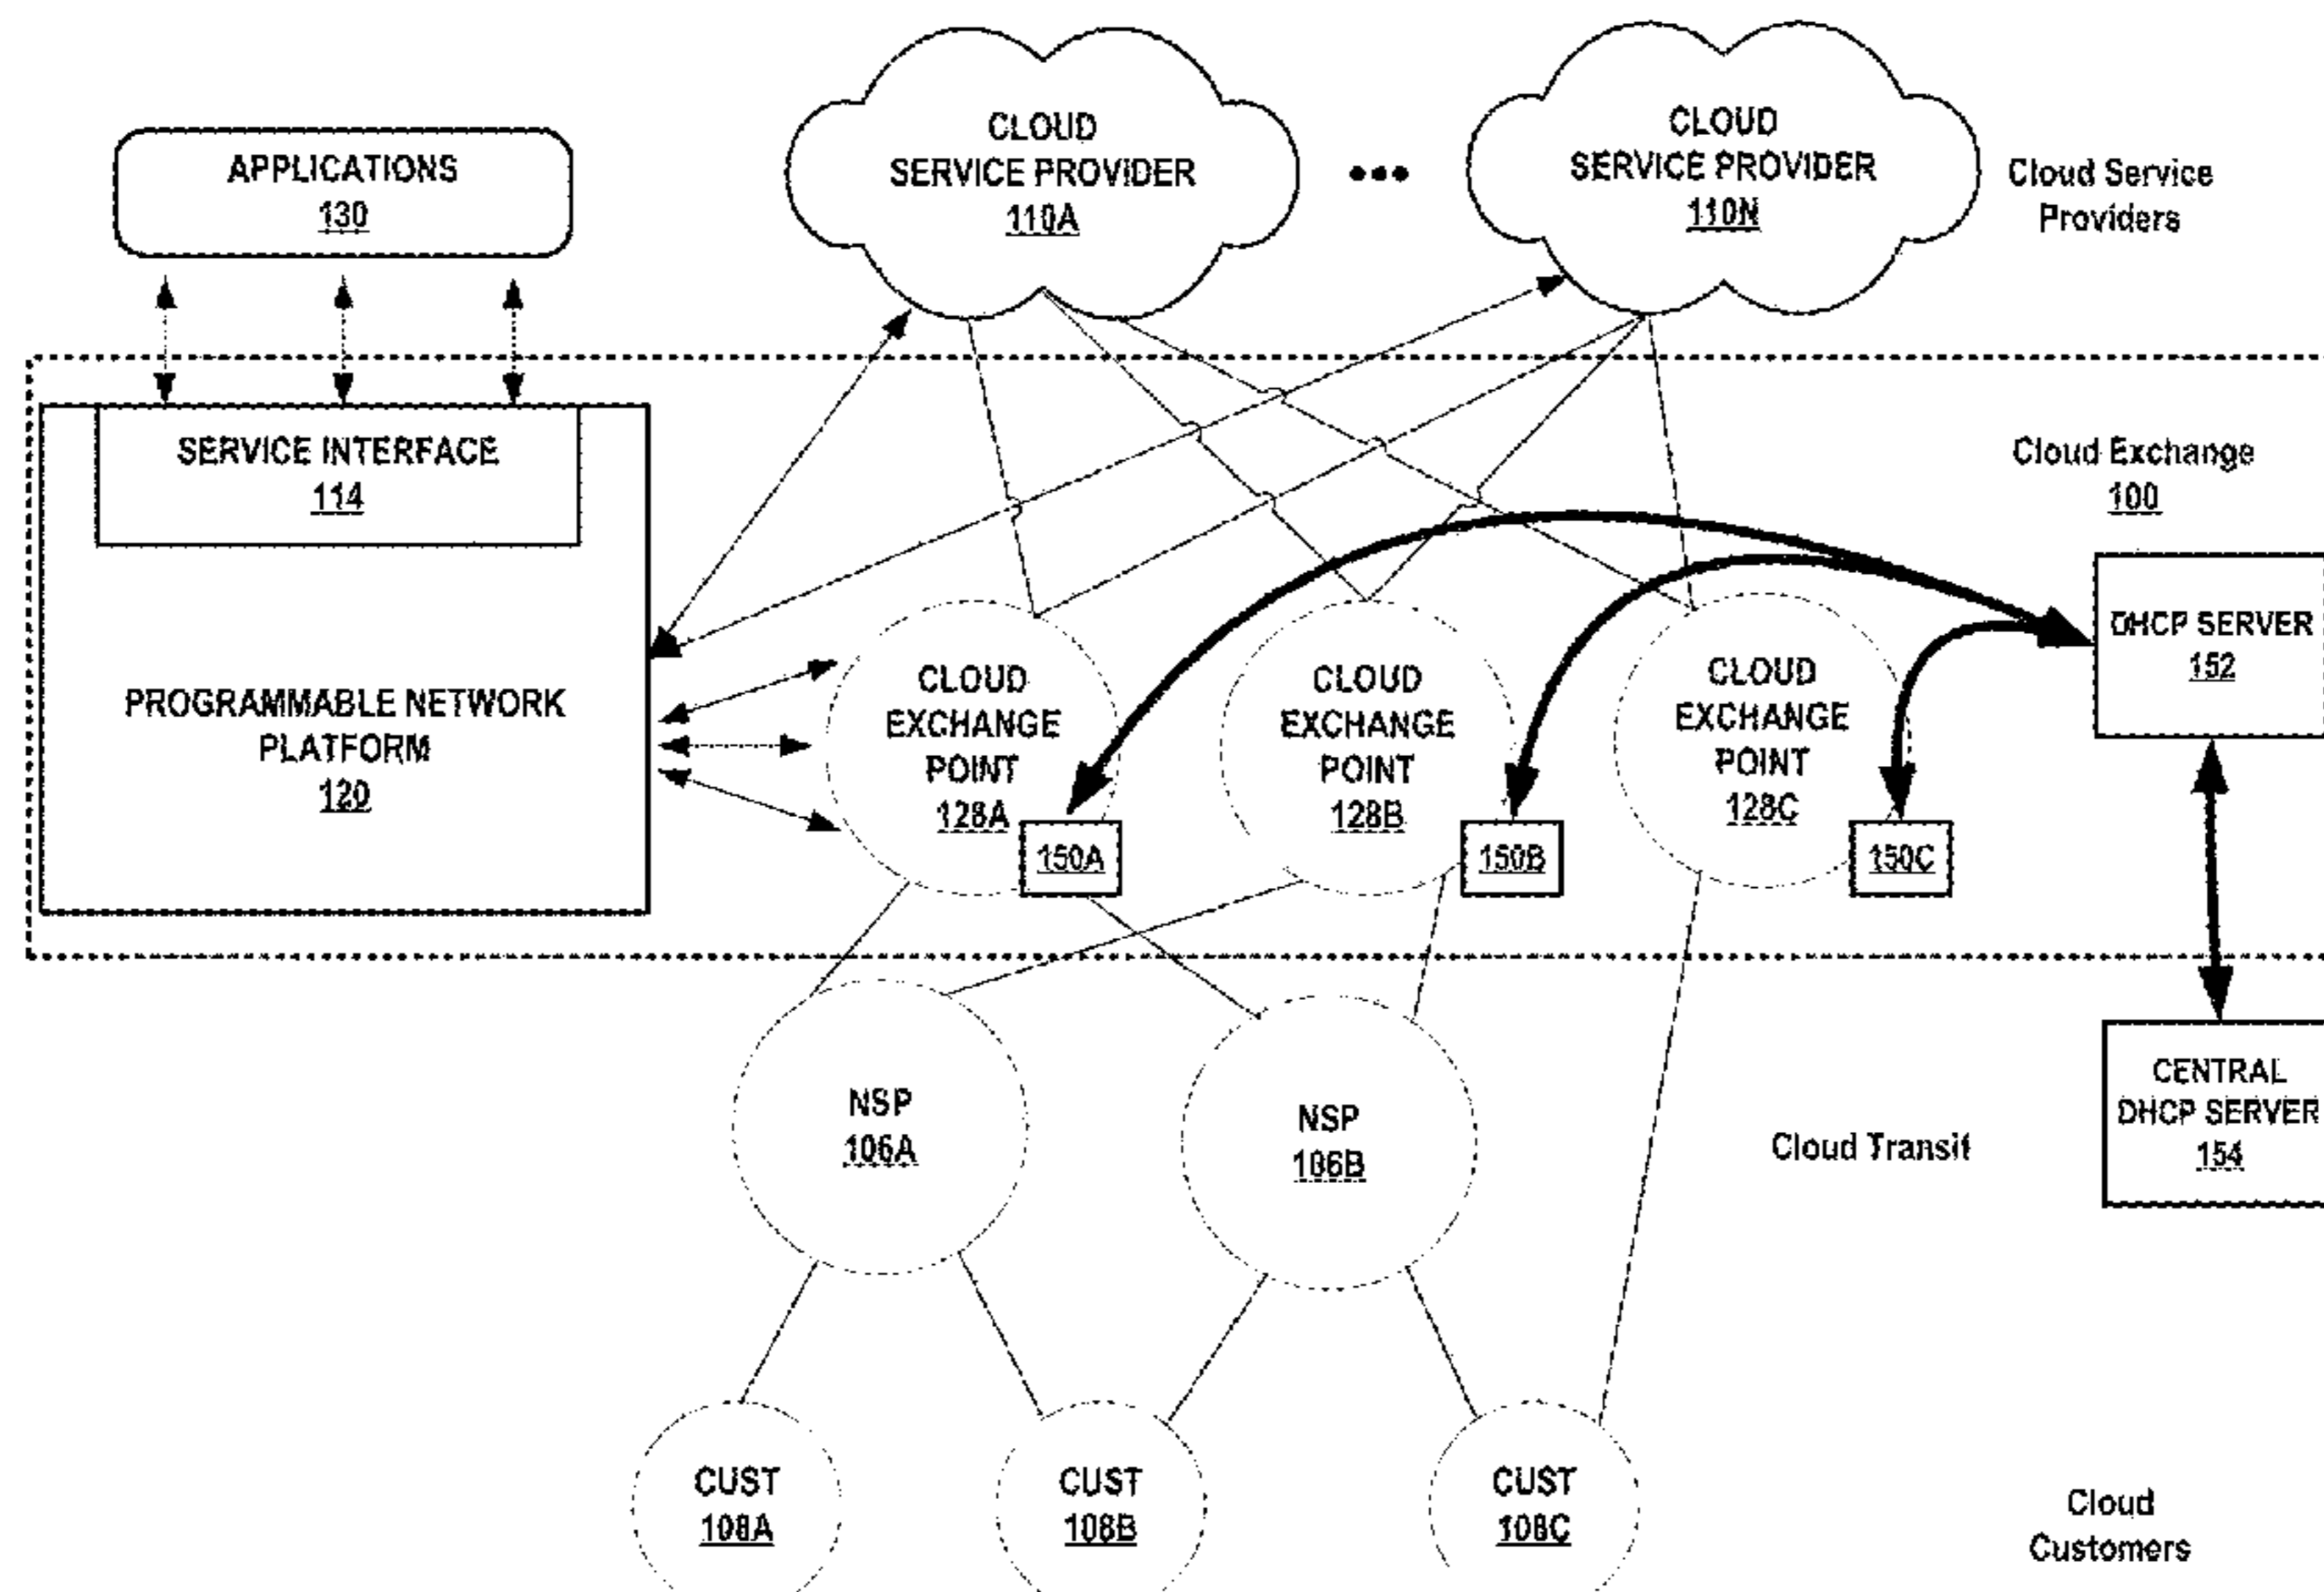 APPLICATIONS
130
CLOUD
SERVICE PROVIDER
110A
CLOUD
SERVICE PROVIDER
110N
Cloud Service
Providers
SERVICE INTERFACE
114
Cloud Exchange
100
PROGRAMMABLE NETWORK
PLATFORM
120
CLOUD
EXCHANGE
POINT
128A
150A
CLOUD
EXCHANGE
POINT
128B
150B
CLOUD
EXCHANGE
POINT
128C
150C
DHCP SERVER
152
NSP
106A
NSP
106B
Cloud Transit
CENTRAL
DHCP SERVER
154
CUST
108A
CUST
108B
CUST
108C
Cloud
Customers